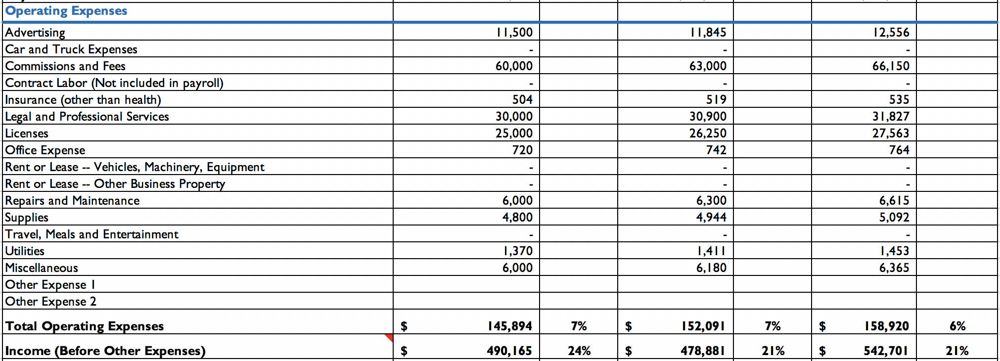 Operating Expenses
Advertising 11,500 11,845 12,556
Car and Truck Expenses - - -
Commissions and Fees 60,000 63,000 66,150
Contract Labor (Not included in payroll) - - -
Insurance (other than health) 504 519 535
Legal and Professional Services 30,000 30,900 31,827
Licenses 25,000 26,250 27,563
Office Expense 720 742 764
Rent or Lease -- Vehicles, Machinery, Equipment - - -
Rent or Lease -- Other Business Property - - -
Repairs and Maintenance 6,000 6,300 6,615
Supplies 4,800 4,944 5,092
Travel, Meals and Entertainment - - -
Utilities 1,370 1,411 1,453
Miscellaneous 6,000 6,180 6,365
Other Expense 1
Other Expense 2
Total Operating Expenses $ 145,894 7% $ 152,091 7% $ 158,920 6%
Income (Before Other Expenses) $ 490,165 24% $ 478,881 21% $ 542,701 21%